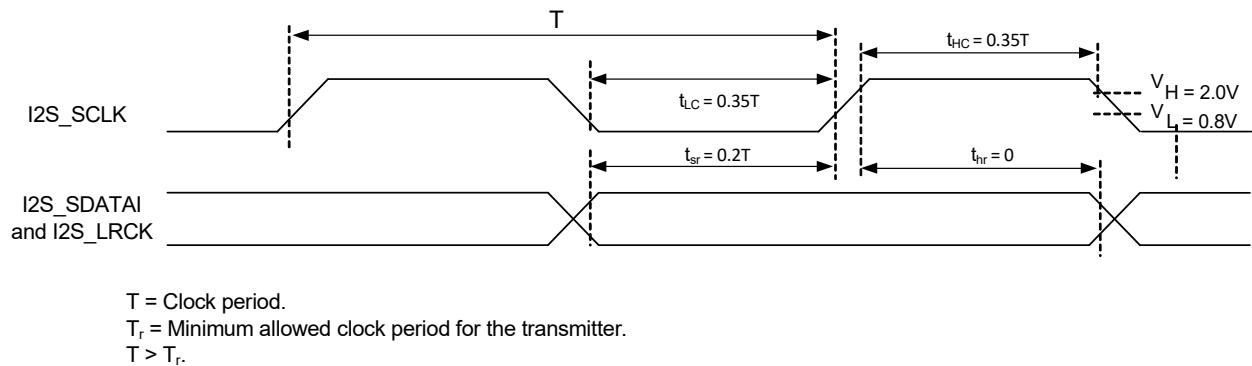 T
t_HC = 0.35T
t_LC = 0.35T
V_H = 2.0V
I2S_SCLK
V_L = 0.8V
t_sr = 0.2T
t_hr = 0
I2S_SDATAI
and I2S_LRCK
T = Clock period.
T_r = Minimum allowed clock period for the transmitter.
T > T_r.